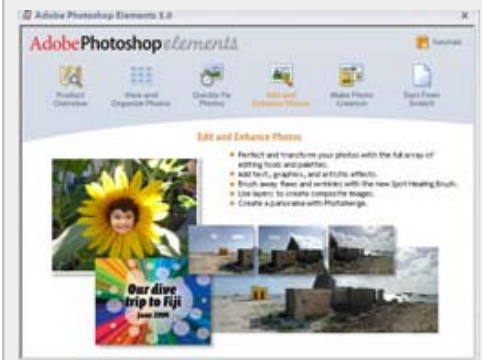 Adobe Photoshop Elements 3.0
Adobe Photoshop elements
Tutorials
Product Overview
View and Organize Photos
Quickly Fix Photos
Edit and Enhance Photos
Make Photo Creation
Start From Scratch
Edit and Enhance Photos
Perfect and transform your photos with the full array of
editing tools and palettes.
Add text, graphics, and artistic effects.
Brush away flaws and wrinkles with the new Spot Healing Brush.
Use layers to create composite images.
Create a panorama with Photomerge.
Our dive
trip to Fiji
June 2004